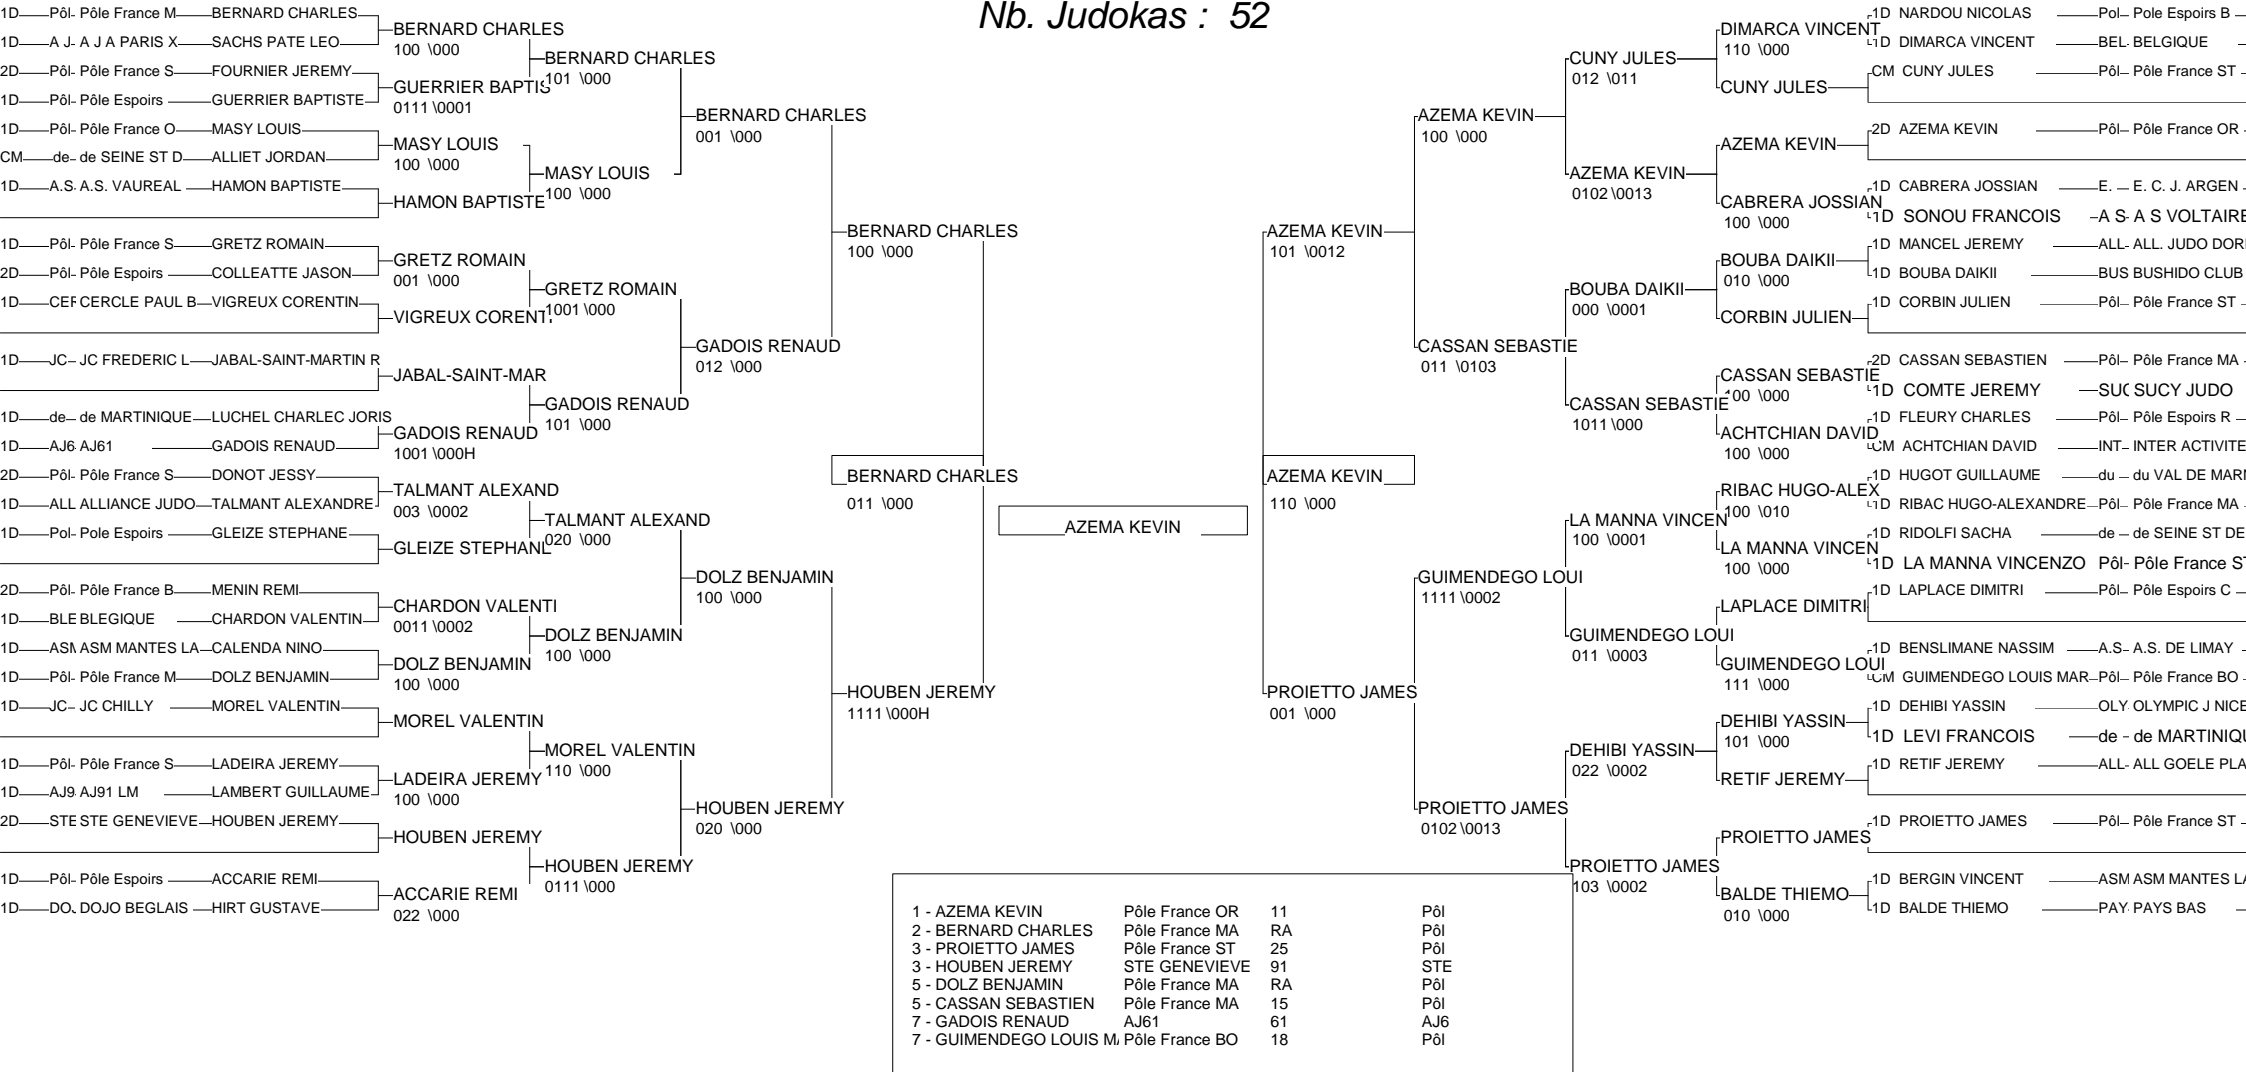 Nb. Judokas : 52
1D Pôl Pôle France M BERNARD CHARLES
1D A J A J A PARIS X SACHS PATE LEO
2D Pôl Pôle France S FOURNIER JEREMY
1D Pôl Pôle Espoirs GUERRIER BAPTISTE
1D Pôl Pôle France O MASY LOUIS
CM de de SEINE ST D ALLIET JORDAN
1D A.S A.S. VAUREAL HAMON BAPTISTE
1D Pôl Pôle France S GRETZ ROMAIN
2D Pôl Pôle Espoirs COLLEATTE JASON
1D CER CERCLE PAUL B VIGREUX CORENTIN
1D JC JC FREDERIC L JABAL-SAINT-MARTIN R
1D de de MARTINIQUE LUCHEL CHARLEC JORIS
1D AJ6 AJ61 GADOIS RENAUD
2D Pôl Pôle France S DONOT JESSY
1D ALL ALLIANCE JUDO TALMANT ALEXANDRE
1D Pol Pole Espoirs GLEIZE STEPHANE
2D Pôl Pôle France B MENIN REMI
1D BLE BLEGIQUE CHARDON VALENTIN
1D ASM ASM MANTES LA CALENDA NINO
1D Pôl Pôle France M DOLZ BENJAMIN
1D JC JC CHILLY MOREL VALENTIN
1D Pôl Pôle France S LADEIRA JEREMY
1D AJ9 AJ91 LM LAMBERT GUILLAUME
2D STE STE GENEVIEVE HOUBEN JEREMY
1D Pôl Pôle Espoirs ACCARIE REMI
1D DOJ DOJO BEGLAIS HIRT GUSTAVE
BERNARD CHARLES
100 \000
GUERRIER BAPTIS
0111 \0001
MASY LOUIS
100 \000
HAMON BAPTISTE
GRETZ ROMAIN
001 \000
VIGREUX CORENTI
JABAL-SAINT-MAR
GADOIS RENAUD
1001 \000H
TALMANT ALEXAND
003 \0002
GLEIZE STEPHANE
CHARDON VALENTI
0011 \0002
DOLZ BENJAMIN
100 \000
MOREL VALENTIN
LADEIRA JEREMY
100 \000
HOUBEN JEREMY
ACCARIE REMI
022 \000
BERNARD CHARLES
101 \000
MASY LOUIS
100 \000
GRETZ ROMAIN
1001 \000
GADOIS RENAUD
101 \000
TALMANT ALEXAND
020 \000
DOLZ BENJAMIN
100 \000
MOREL VALENTIN
110 \000
HOUBEN JEREMY
0111 \000
BERNARD CHARLES
001 \000
GADOIS RENAUD
012 \000
DOLZ BENJAMIN
100 \000
HOUBEN JEREMY
020 \000
BERNARD CHARLES
100 \000
HOUBEN JEREMY
1111 \000H
BERNARD CHARLES
011 \000
AZEMA KEVIN
AZEMA KEVIN
110 \000
AZEMA KEVIN
101 \0012
PROIETTO JAMES
001 \000
AZEMA KEVIN
100 \000
CASSAN SEBASTIE
011 \0103
GUIMENDEGO LOUI
1111 \0002
PROIETTO JAMES
0102 \0013
CUNY JULES
012 \011
AZEMA KEVIN
0102 \0013
BOUBA DAIKII
000 \0001
CASSAN SEBASTIE
1011 \000
LA MANNA VINCEN
100 \0001
GUIMENDEGO LOUI
011 \0003
DEHIBI YASSIN
022 \0002
PROIETTO JAMES
103 \0002
DIMARCA VINCENT
110 \000
CUNY JULES
AZEMA KEVIN
CABRERA JOSSIAN
100 \000
BOUBA DAIKII
010 \000
CORBIN JULIEN
CASSAN SEBASTIE
100 \000
ACHTCHIAN DAVID
100 \000
RIBAC HUGO-ALEX
100 \010
LA MANNA VINCEN
100 \000
LAPLACE DIMITRI
GUIMENDEGO LOUI
111 \000
DEHIBI YASSIN
101 \000
RETIF JEREMY
PROIETTO JAMES
BALDE THIEMO
010 \000
1D NARDOU NICOLAS Pol Pole Espoirs B
1D DIMARCA VINCENT BEL BELGIQUE
CM CUNY JULES Pôl Pôle France ST
2D AZEMA KEVIN Pôl Pôle France OR
1D CABRERA JOSSIAN E. E. C. J. ARGEN
1D SONOU FRANCOIS A S A S VOLTAIRE
1D MANCEL JEREMY ALL ALL. JUDO DOR
1D BOUBA DAIKII BUS BUSHIDO CLUB
1D CORBIN JULIEN Pôl Pôle France ST
2D CASSAN SEBASTIEN Pôl Pôle France MA
1D COMTE JEREMY SUC SUCY JUDO
1D FLEURY CHARLES Pôl Pôle Espoirs R
CM ACHTCHIAN DAVID INT INTER ACTIVITE
1D HUGOT GUILLAUME du du VAL DE MARN
1D RIBAC HUGO-ALEXANDRE Pôl Pôle France MA
1D RIDOLFI SACHA de de SEINE ST DE
1D LA MANNA VINCENZO Pôl Pôle France ST
1D LAPLACE DIMITRI Pôl Pôle Espoirs C
1D BENSLIMANE NASSIM A.S A.S. DE LIMAY
CM GUIMENDEGO LOUIS MAR Pôl Pôle France BO
1D DEHIBI YASSIN OLY OLYMPIC J NICE
1D LEVI FRANCOIS de de MARTINIQU
1D RETIF JEREMY ALL ALL GOELE PLA
1D PROIETTO JAMES Pôl Pôle France ST
1D BERGIN VINCENT ASM ASM MANTES LA
1D BALDE THIEMO PAY PAYS BAS
1 - AZEMA KEVIN Pôle France OR 11 Pôl
2 - BERNARD CHARLES Pôle France MA RA Pôl
3 - PROIETTO JAMES Pôle France ST 25 Pôl
3 - HOUBEN JEREMY STE GENEVIEVE 91 STE
5 - DOLZ BENJAMIN Pôle France MA RA Pôl
5 - CASSAN SEBASTIEN Pôle France MA 15 Pôl
7 - GADOIS RENAUD AJ61 61 AJ6
7 - GUIMENDEGO LOUIS MA Pôle France BO 18 Pôl